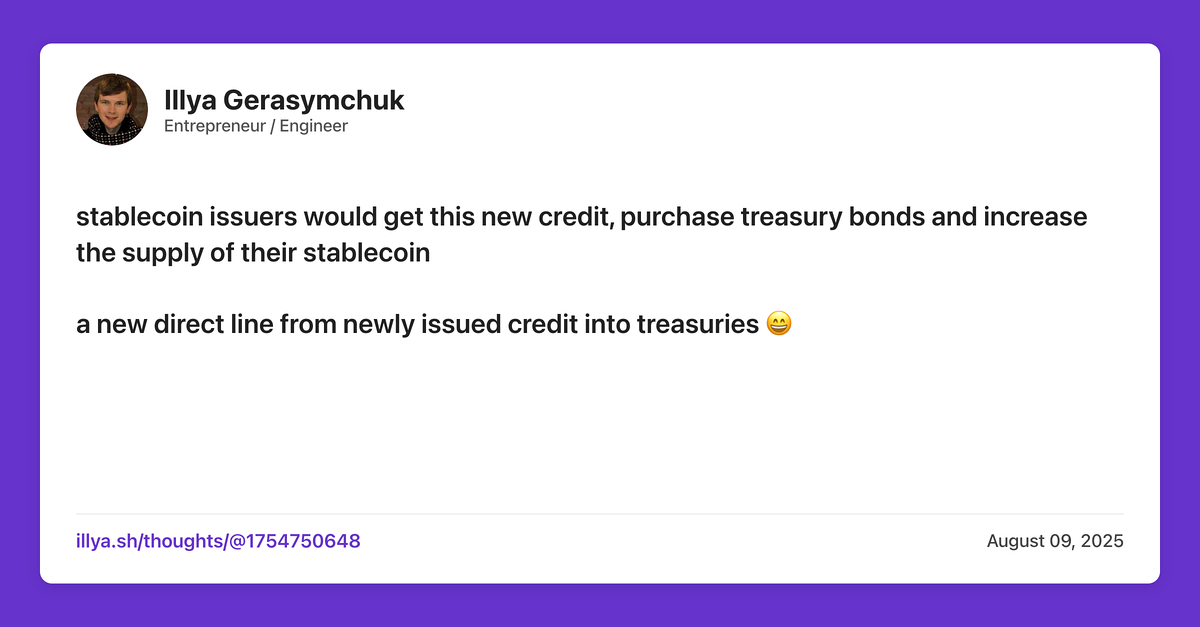 Illya Gerasymchuk
Entrepreneur / Engineer
stablecoin issuers would get this new credit, purchase treasury bonds and increase
the supply of their stablecoin
a new direct line from newly issued credit into treasuries 😄
illya.sh/thoughts/@1754750648
August 09, 2025